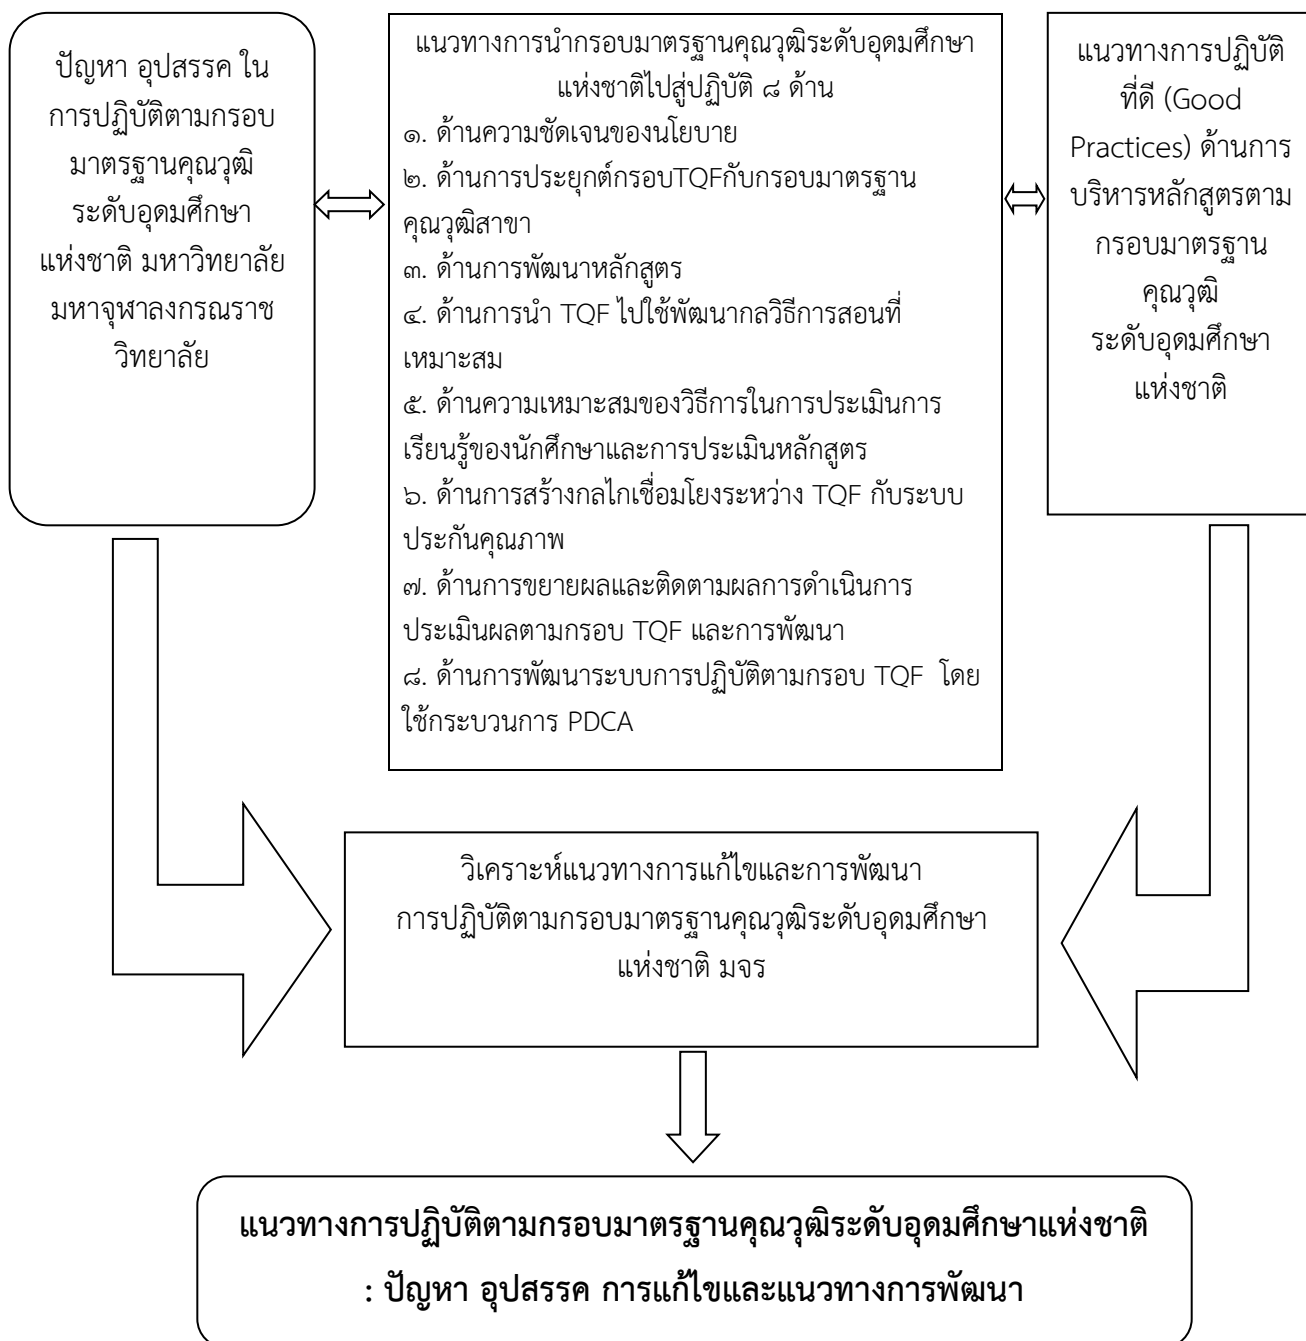 ปัญหา อุปสรรค ใน
การปฏิบัติตามกรอบ
มาตรฐานคุณวุฒิ
ระดับอุดมศึกษา
แห่งชาติ มหาวิทยาลัย
มหาจุฬาลงกรณราช
วิทยาลัย
แนวทางการนำกรอบมาตรฐานคุณวุฒิระดับอุดมศึกษา
แห่งชาติไปสู่ปฏิบัติ ๘ ด้าน
๑. ด้านความชัดเจนของนโยบาย
๒. ด้านการประยุกต์กรอบTQFกับกรอบมาตรฐาน
คุณวุฒิสาขา
๓. ด้านการพัฒนาหลักสูตร
๔. ด้านการนำ TQF ไปใช้พัฒนากลวิธีการสอนที่
เหมาะสม
๕. ด้านความเหมาะสมของวิธีการในการประเมินการ
เรียนรู้ของนักศึกษาและการประเมินหลักสูตร
๖. ด้านการสร้างกลไกเชื่อมโยงระหว่าง TQF กับระบบ
ประกันคุณภาพ
๗. ด้านการขยายผลและติดตามผลการดำเนินการ
ประเมินผลตามกรอบ TQF และการพัฒนา
๘. ด้านการพัฒนาระบบการปฏิบัติตามกรอบ TQF โดย
ใช้กระบวนการ PDCA
แนวทางการปฏิบัติ
ที่ดี (Good
Practices) ด้านการ
บริหารหลักสูตรตาม
กรอบมาตรฐาน
คุณวุฒิ
ระดับอุดมศึกษา
แห่งชาติ
วิเคราะห์แนวทางการแก้ไขและการพัฒนา
การปฏิบัติตามกรอบมาตรฐานคุณวุฒิระดับอุดมศึกษา
แห่งชาติ มจร
แนวทางการปฏิบัติตามกรอบมาตรฐานคุณวุฒิระดับอุดมศึกษาแห่งชาติ
: ปัญหา อุปสรรค การแก้ไขและแนวทางการพัฒนา